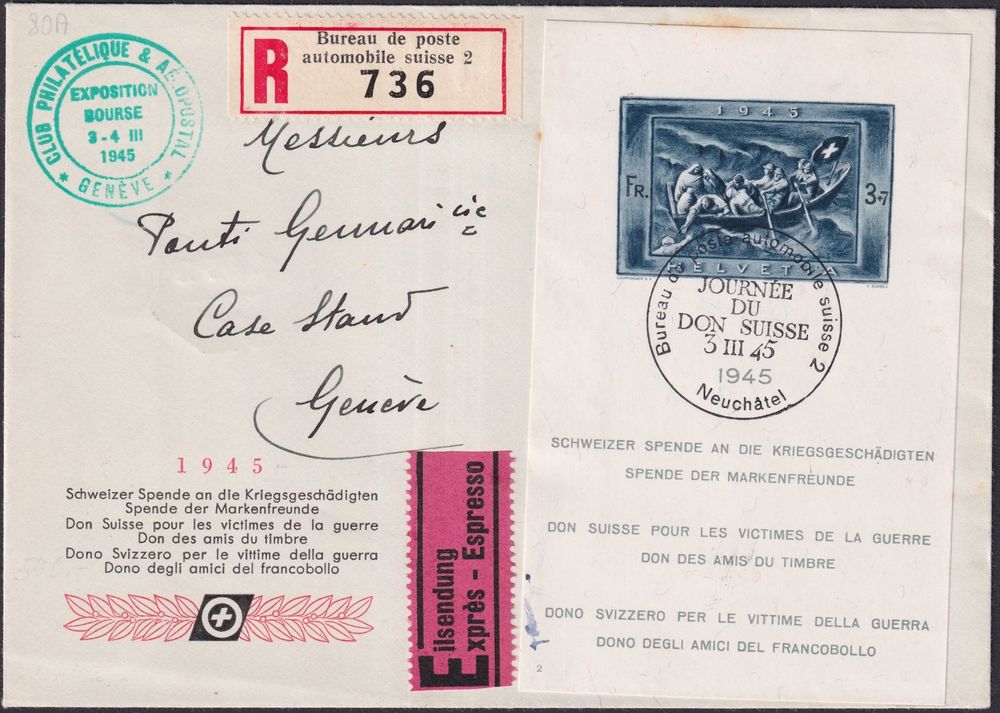 80A
CLUB PHILATÉLIQUE & AÉROPOSTAL
* GENÈVE *
EXPOSITION
BOURSE
3-4 III
1945
R
Bureau de poste
automobile suisse 2
736
Messieurs
Ponti Gennari & cie
Case Stand
Genève
1945
Schweizer Spende an die Kriegsgeschädigten
Spende der Markenfreunde
Don Suisse pour les victimes de la guerre
Don des amis du timbre
Dono Svizzero per le vittime della guerra
Dono degli amici del francobollo
Eilsendung
Exprès - Espresso
1945
FR. 3+7
HELVETIA
COURVOISIER S.A.
Bureau de poste automobile suisse 2
JOURNÉE
DU
DON SUISSE
3 III 45
1945
Neuchâtel
SCHWEIZER SPENDE AN DIE KRIEGSGESCHÄDIGTEN
SPENDE DER MARKENFREUNDE
DON SUISSE POUR LES VICTIMES DE LA GUERRE
DON DES AMIS DU TIMBRE
DONO SVIZZERO PER LE VITTIME DELLA GUERRA
DONO DEGLI AMICI DEL FRANCOBOLLO
2